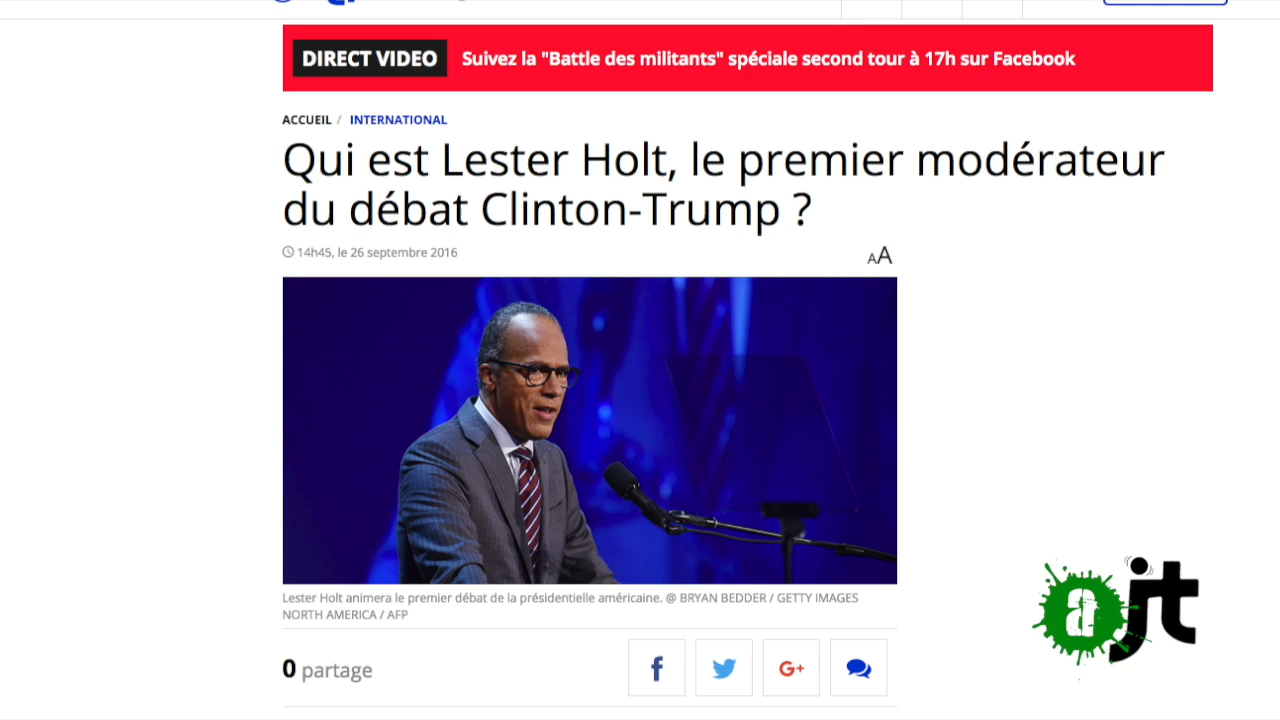 DIRECT VIDEO Suivez la "Battle des militants" spéciale second tour à 17h sur Facebook
ACCUEIL / INTERNATIONAL
Qui est Lester Holt, le premier modérateur
du débat Clinton-Trump ?
14h45, le 26 septembre 2016
AA
Lester Holt animera le premier débat de la présidentielle américaine. @ BRYAN BEDDER / GETTY IMAGES
NORTH AMERICA / AFP
0 partage
f G+
ajt